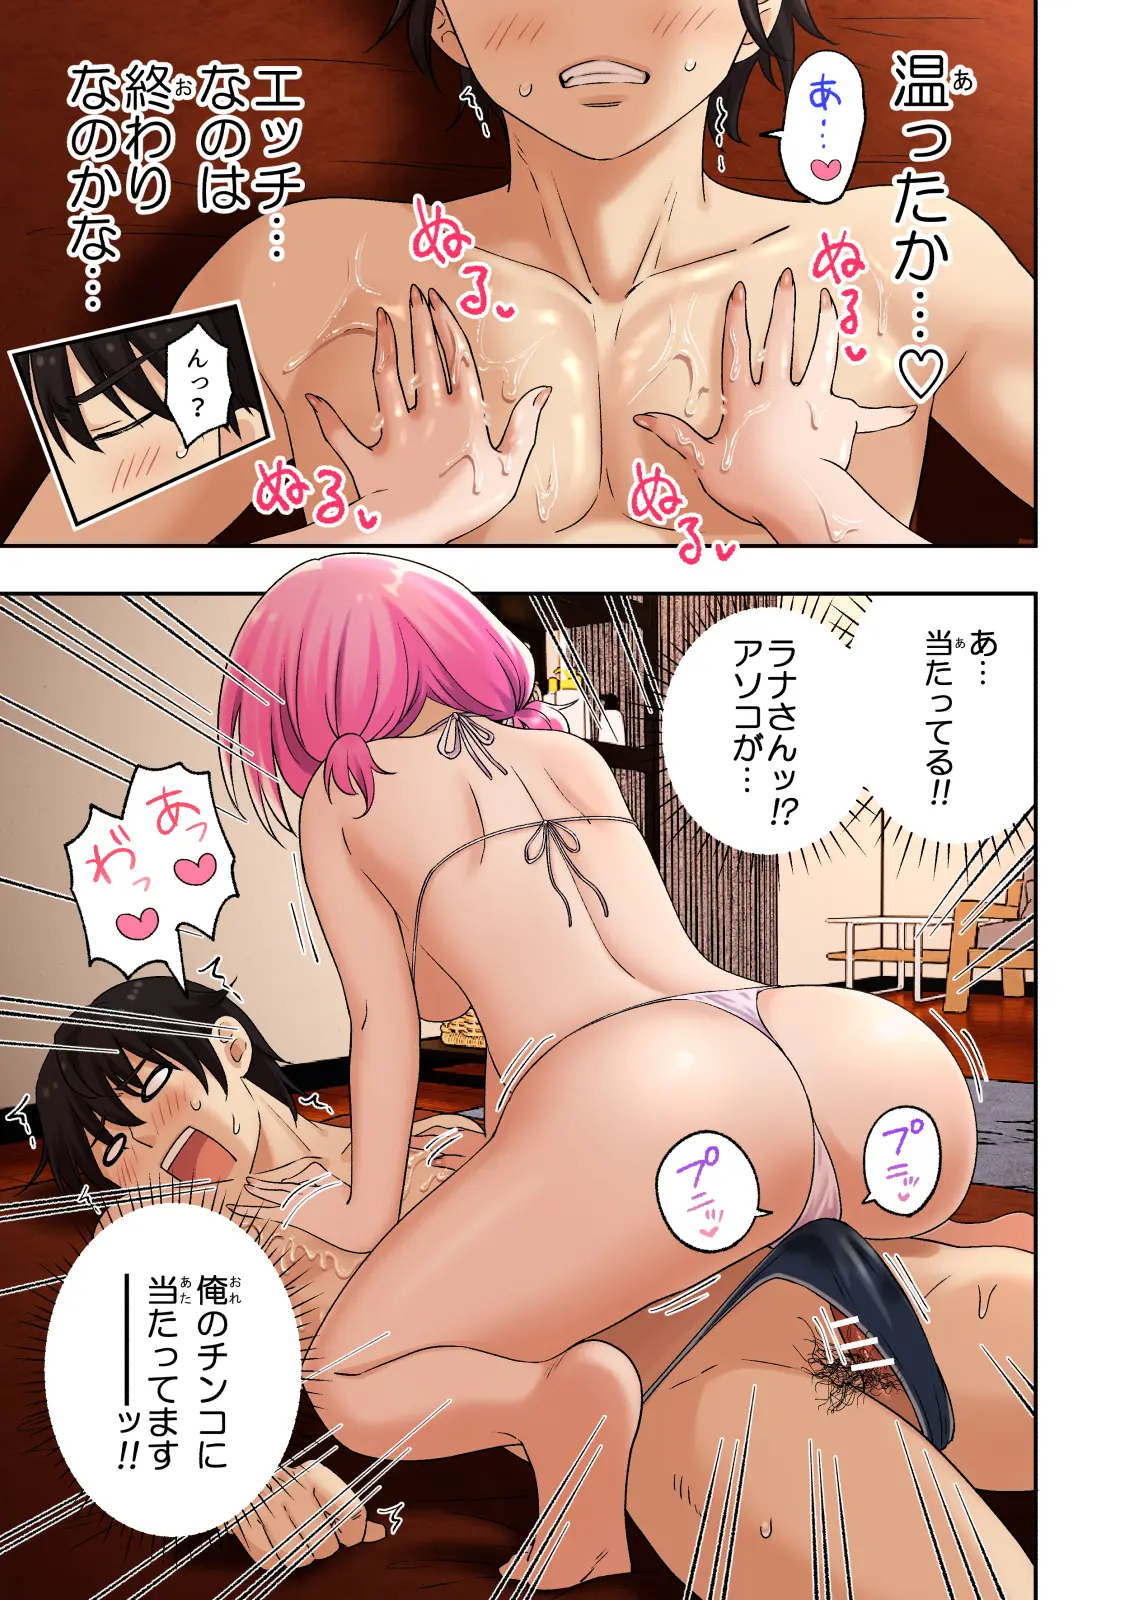 温ったか…♡
あ…♡
エッチ…
なのは
終わり
なのかな…
ぬる♥
ぬる♥
んっ？
ぬる♥
ぬる♥
あ…
当たってる!!
ラナさんッ!?
アソコが…
あっ♥
わっ♥
プニッ♥
プニッ♥
俺のチンコに
当たってます
――ッ!!